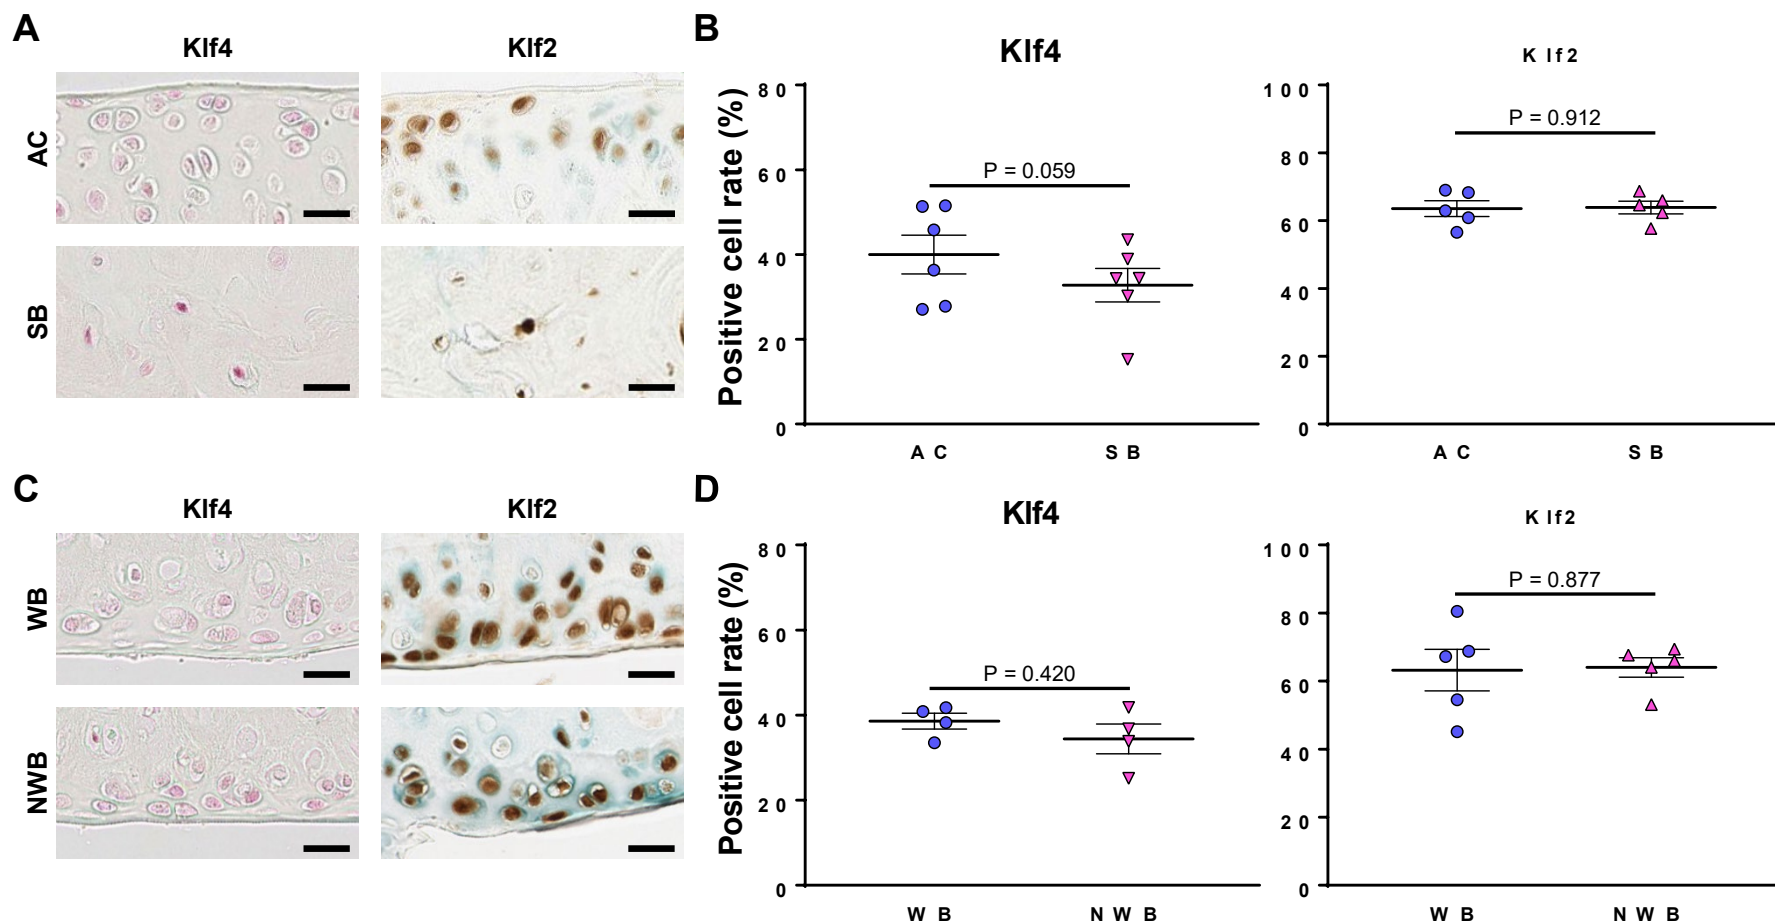 A
Klf4 Klf2
AC
SB
B
Klf4
Positive cell rate (%)
80
60
40
20
0
P = 0.059
AC SB
Klf2
100
80
60
40
20
0
P = 0.912
AC SB
C
Klf4 Klf2
WB
NWB
D
Klf4
Positive cell rate (%)
80
60
40
20
0
P = 0.420
WB NWB
Klf2
100
80
60
40
20
0
P = 0.877
WB NWB